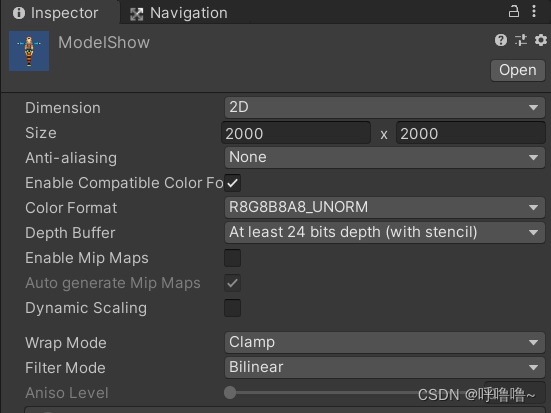 Inspector Navigation
ModelShow
Open
Dimension 2D
Size 2000 x 2000
Anti-aliasing None
Enable Compatible Color Fo
Color Format R8G8B8A8_UNORM
Depth Buffer At least 24 bits depth (with stencil)
Enable Mip Maps
Auto generate Mip Maps
Dynamic Scaling
Wrap Mode Clamp
Filter Mode Bilinear
Aniso Level
CSDN @呼噜噜~